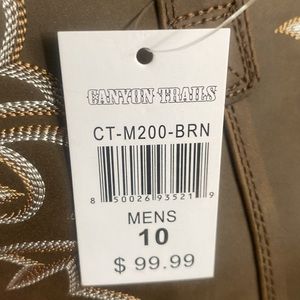 CANYON TRAILS
CT-M200-BRN
8 50026 93521 9
MENS
10
$ 99.99